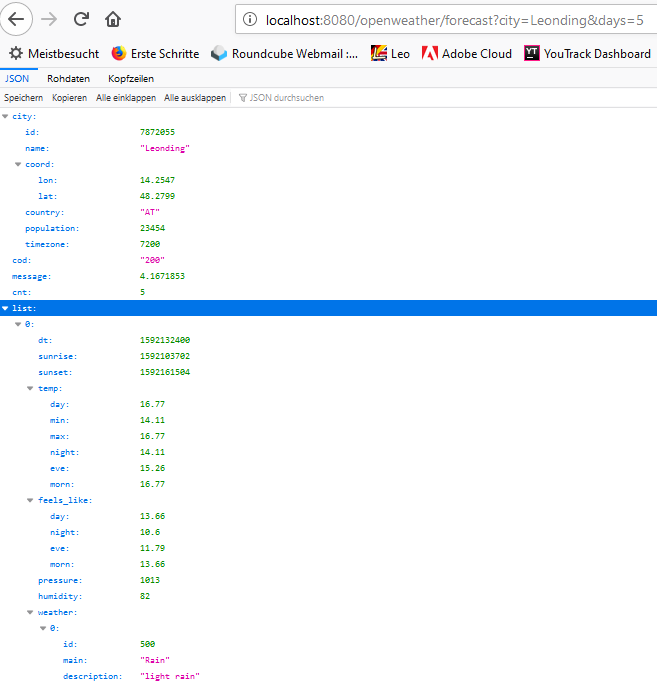 localhost:8080/openweather/forecast?city=Leonding&days=5
Meistbesucht Erste Schritte Roundcube Webmail :... Leo Adobe Cloud YT YouTrack Dashboard
JSON Rohdaten Kopfzeilen
Speichern Kopieren Alle einklappen Alle ausklappen JSON durchsuchen
city:
id: 7872055
name: "Leonding"
coord:
lon: 14.2547
lat: 48.2799
country: "AT"
population: 23454
timezone: 7200
cod: "200"
message: 4.1671853
cnt: 5
list:
0:
dt: 1592132400
sunrise: 1592103702
sunset: 1592161504
temp:
day: 16.77
min: 14.11
max: 16.77
night: 14.11
eve: 15.26
morn: 16.77
feels_like:
day: 13.66
night: 10.6
eve: 11.79
morn: 13.66
pressure: 1013
humidity: 82
weather:
0:
id: 500
main: "Rain"
description: "light rain"